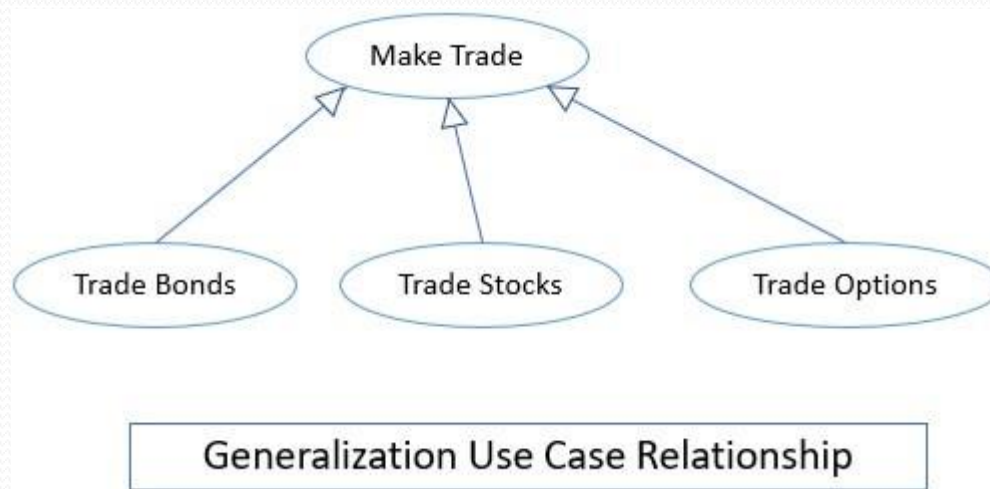 Make Trade
Trade Bonds
Trade Stocks
Trade Options
Generalization Use Case Relationship